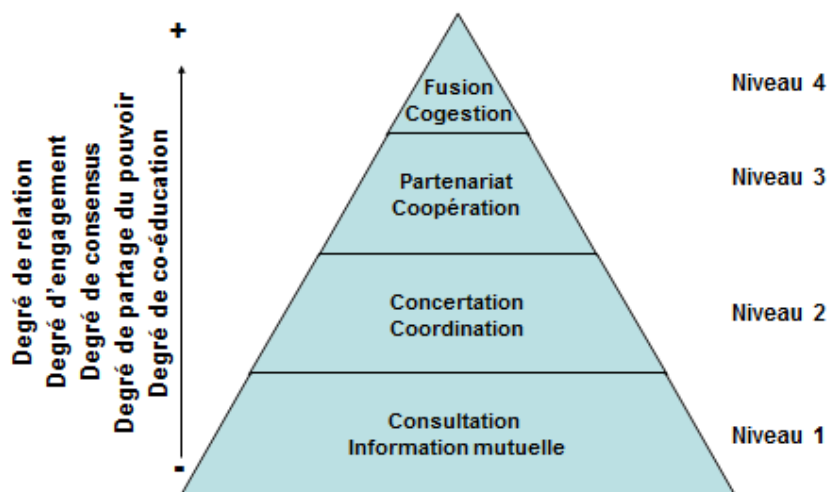 +
Fusion
Cogestion
Niveau 4
Partenariat
Coopération
Niveau 3
Degré de relation
Degré d'engagement
Degré de consensus
Degré de partage du pouvoir
Degré de co-éducation
Concertation
Coordination
Niveau 2
Consultation
Information mutuelle
Niveau 1
-